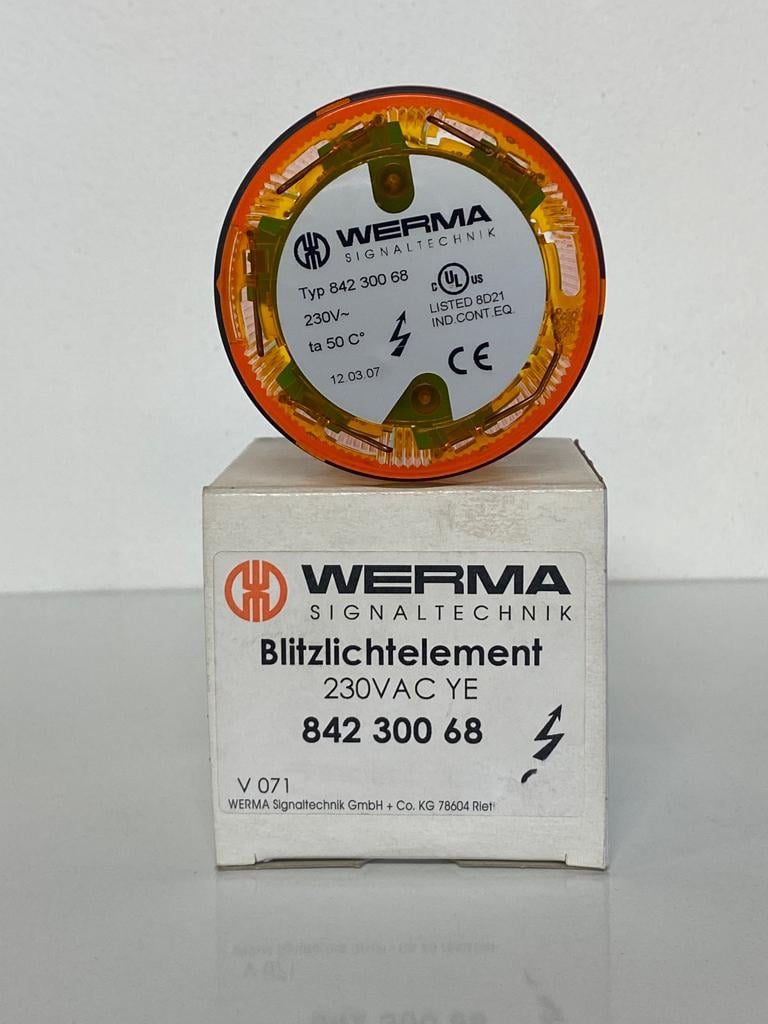 WERMA
SIGNALTECHNIK
Typ 842 300 68
230V~
ta 50 C°
12.03.07
C UL US
LISTED 8D21
IND.CONT.EQ.
CE
WERMA
SIGNALTECHNIK
Blitzlichtelement
230VAC YE
842 300 68
V 071
WERMA Signaltechnik GmbH + Co. KG 78604 Riet